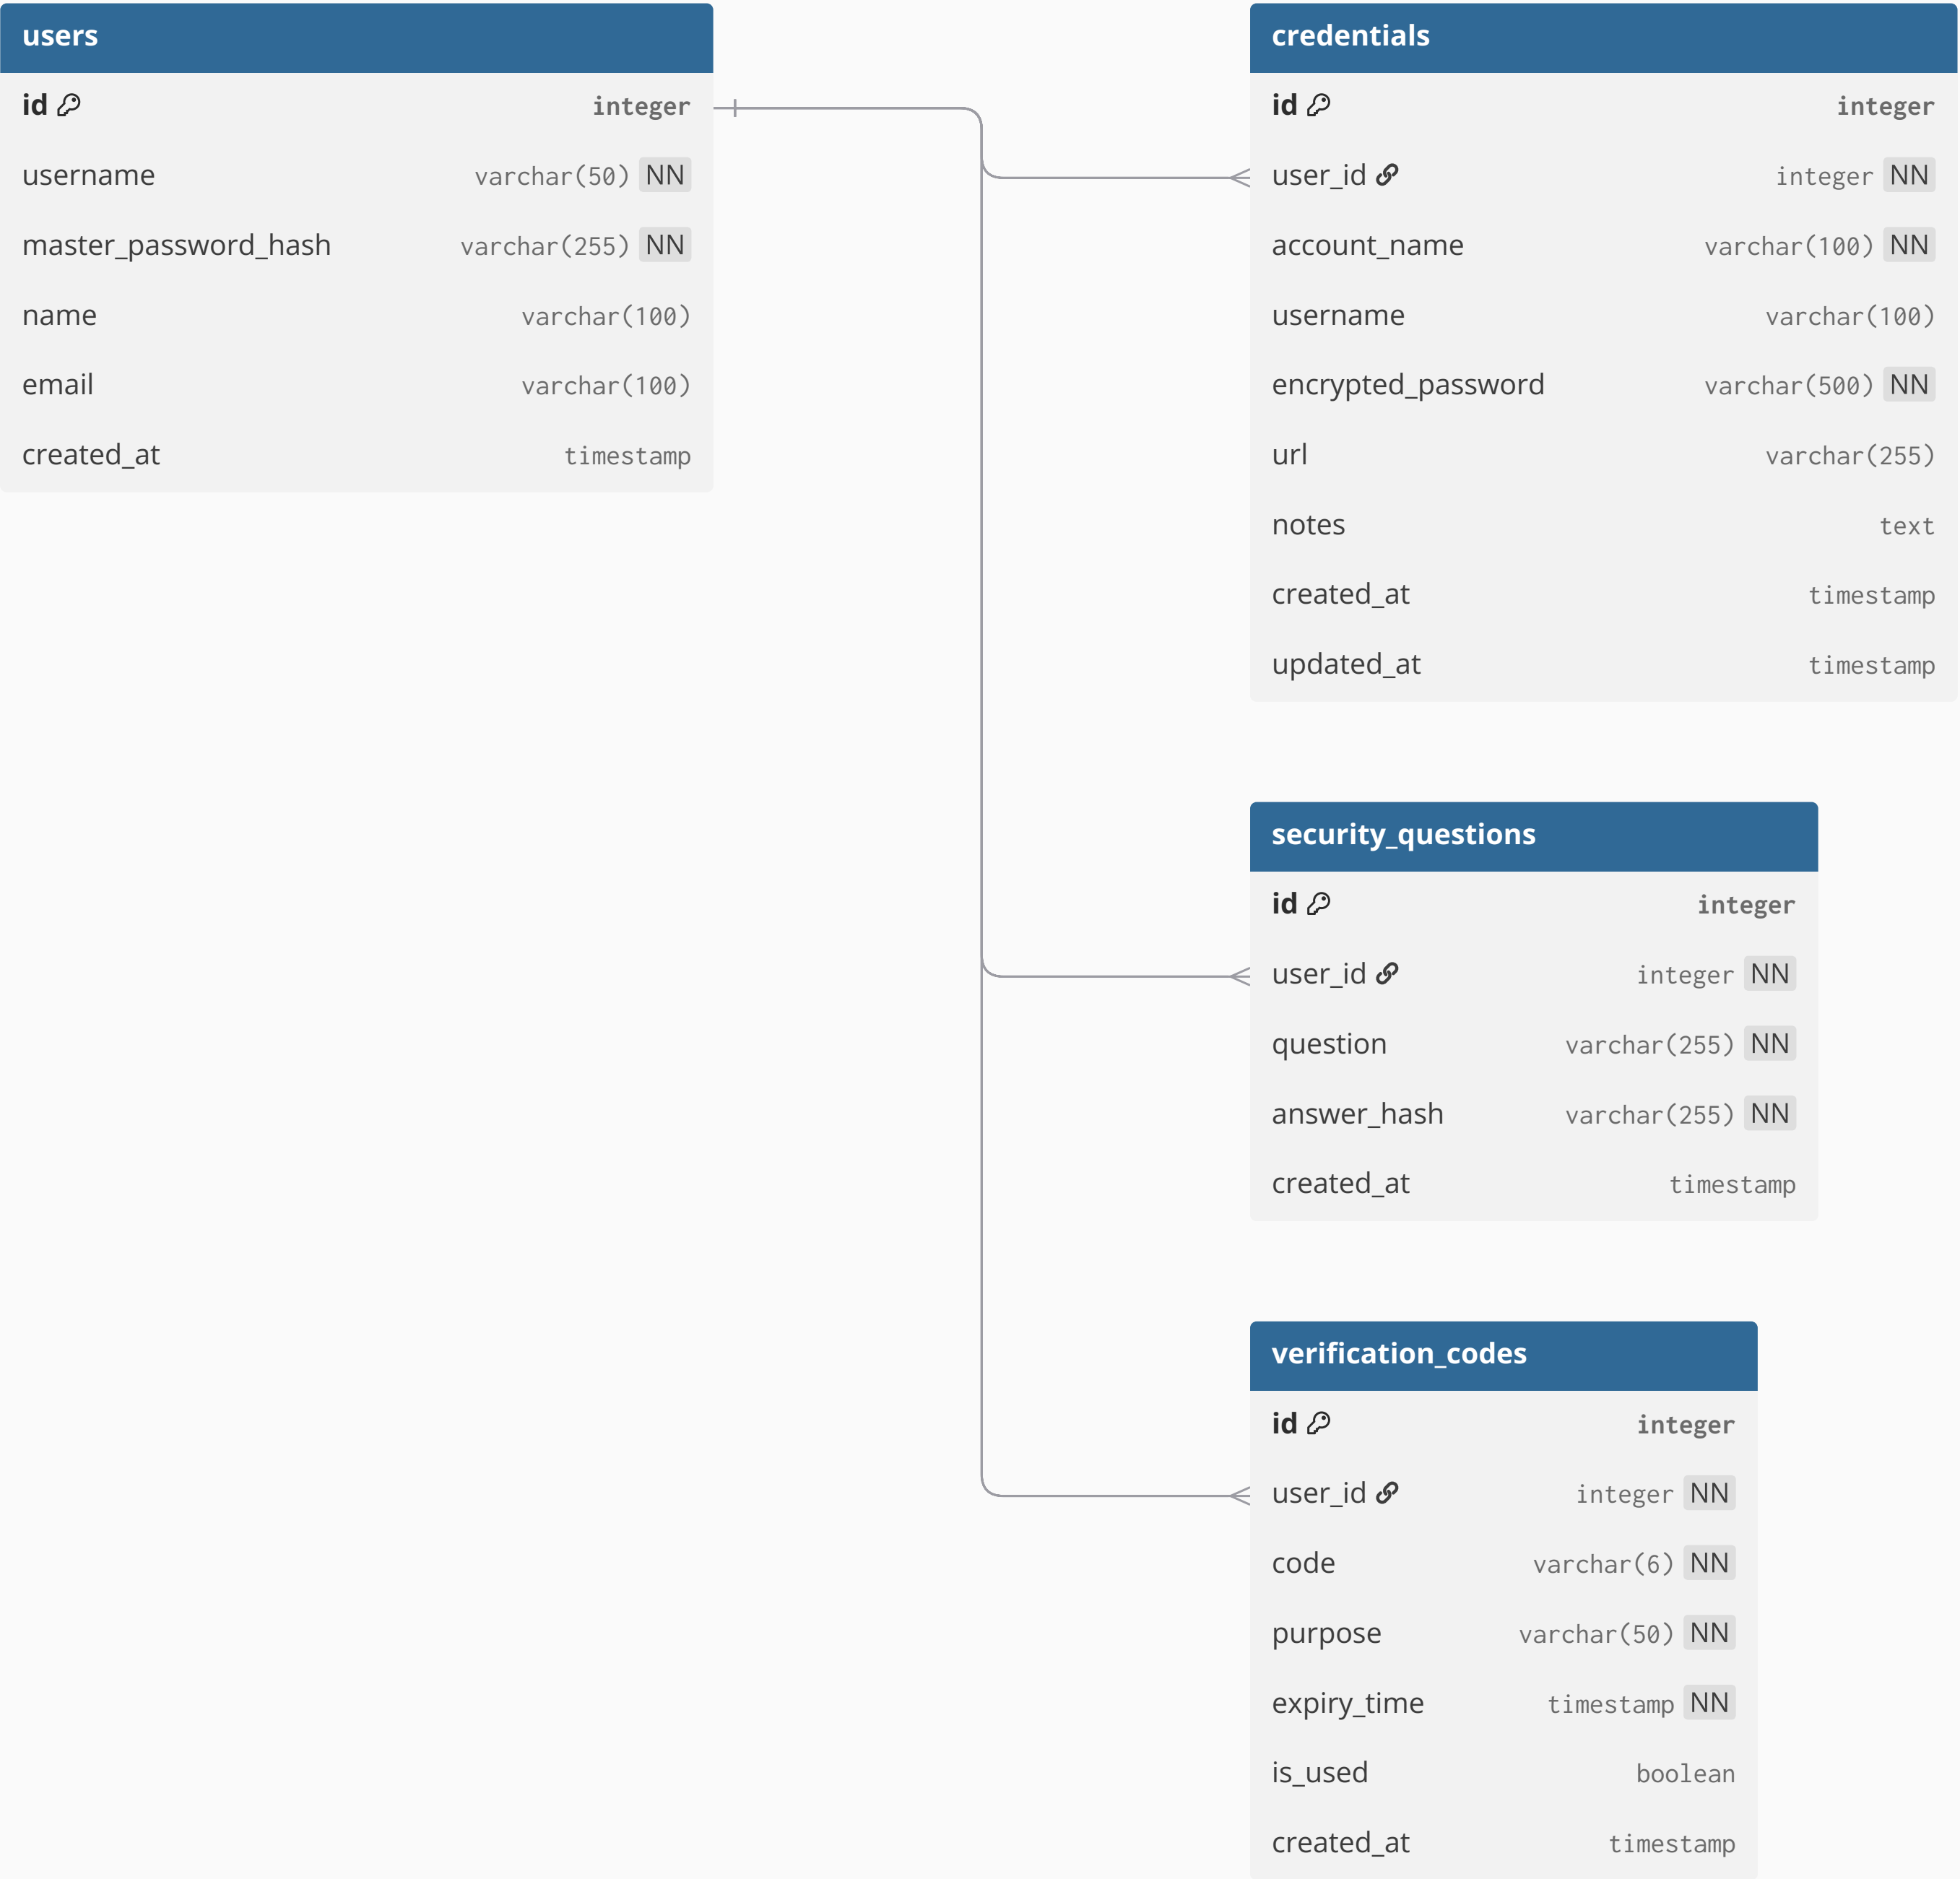 users
id integer
username varchar(50) NN
master_password_hash varchar(255) NN
name varchar(100)
email varchar(100)
created_at timestamp
credentials
id integer
user_id integer NN
account_name varchar(100) NN
username varchar(100)
encrypted_password varchar(500) NN
url varchar(255)
notes text
created_at timestamp
updated_at timestamp
security_questions
id integer
user_id integer NN
question varchar(255) NN
answer_hash varchar(255) NN
created_at timestamp
verification_codes
id integer
user_id integer NN
code varchar(6) NN
purpose varchar(50) NN
expiry_time timestamp NN
is_used boolean
created_at timestamp